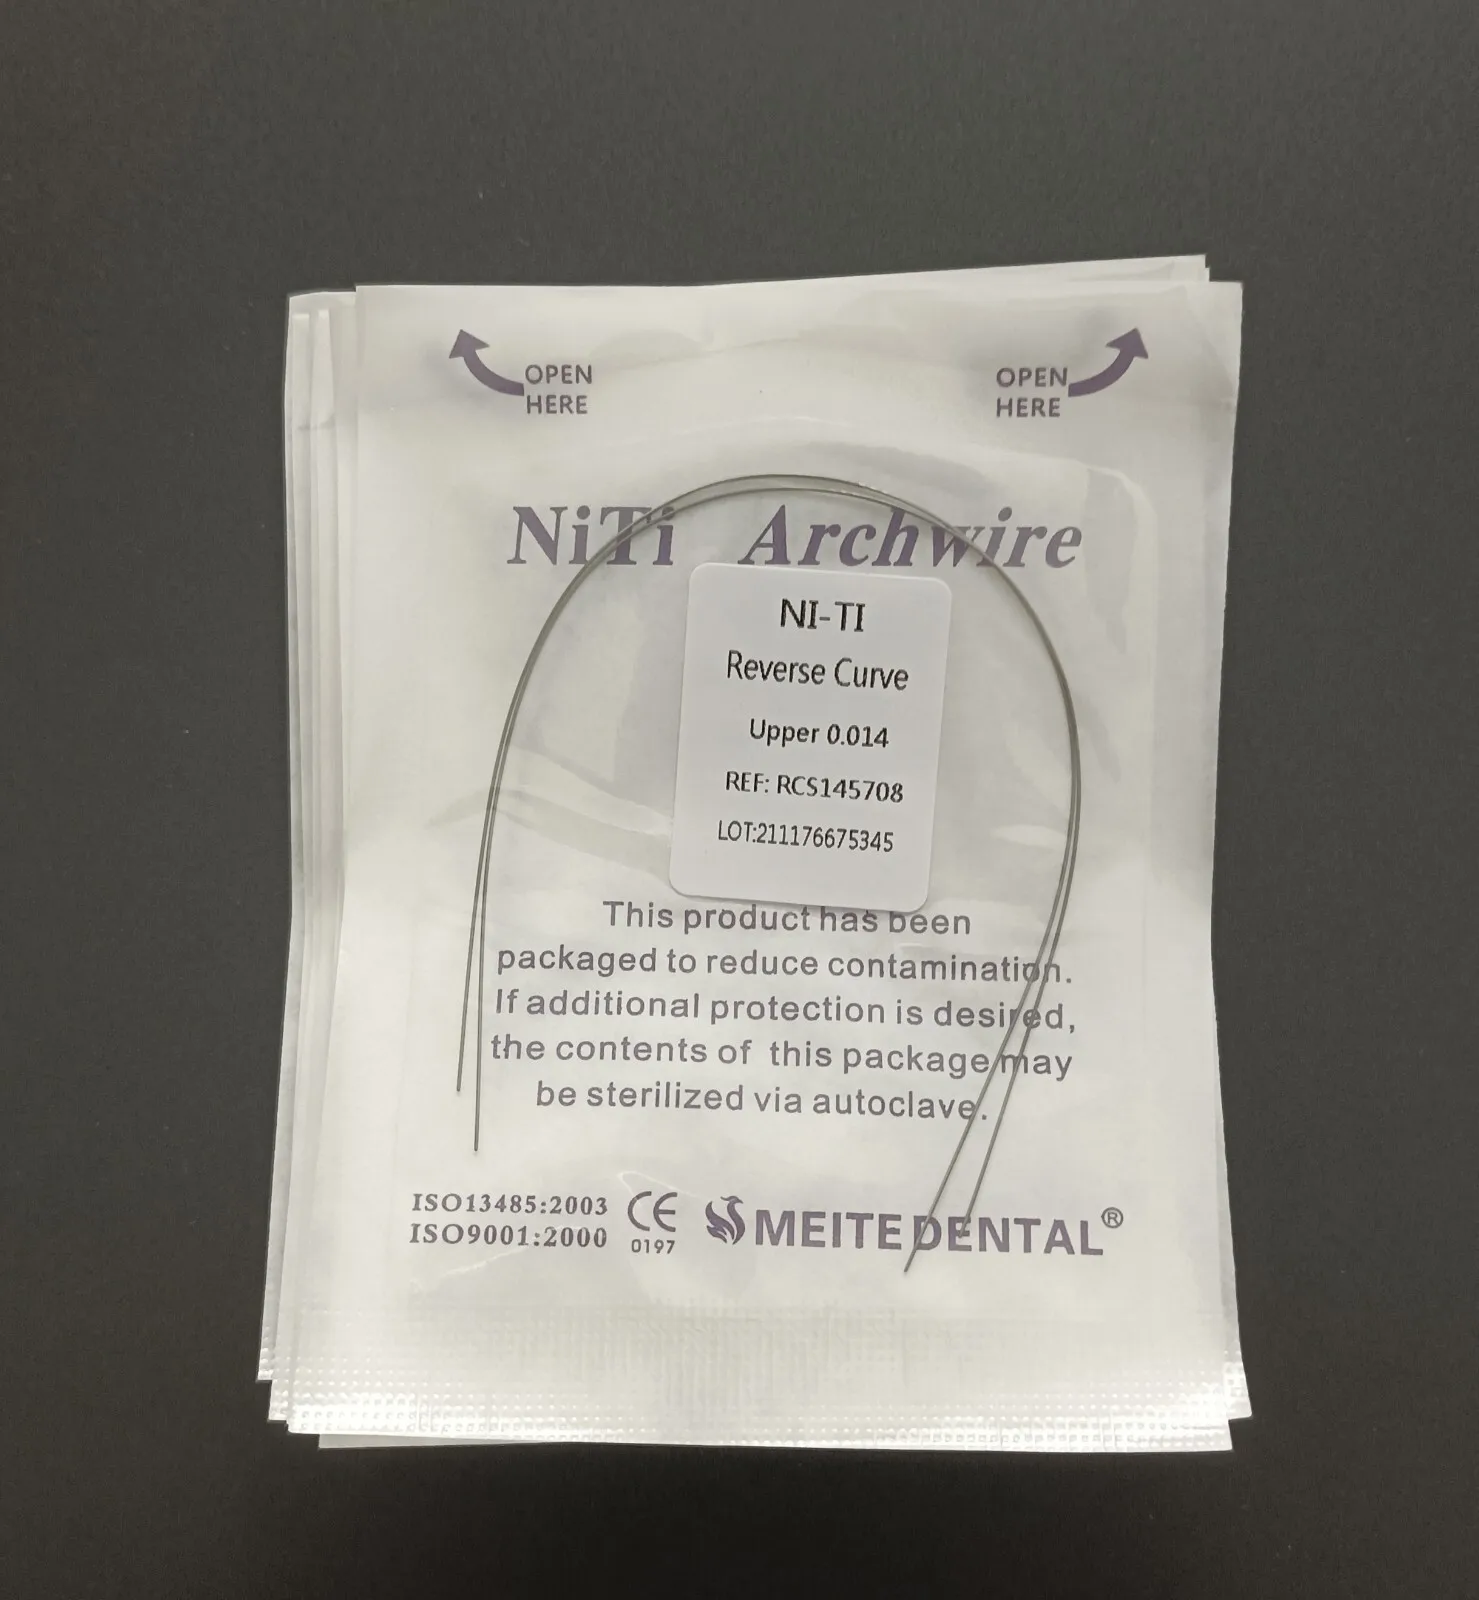 OPEN
HERE
OPEN
HERE
NiTi Archwire
NI-TI
Reverse Curve
Upper 0.014
REF: RCS145708
LOT:211176675345
This product has been
packaged to reduce contamination.
If additional protection is desired,
the contents of this package may
be sterilized via autoclave.
ISO13485:2003
ISO9001:2000
CE
0197
MEITEDENTAL®